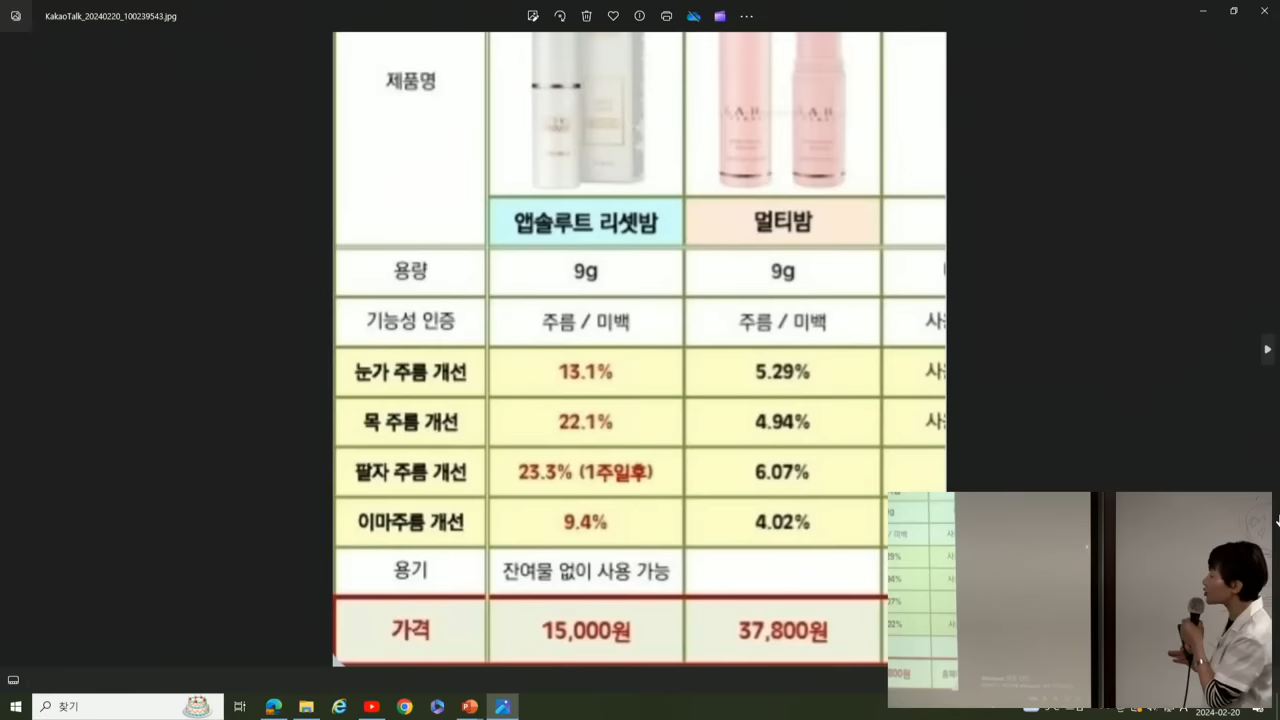 KakaoTalk_20240220_100239543.jpg
제품명
KAHI
앱솔루트 리셋밤 멀티밤
용량 9g 9g
기능성 인증 주름 / 미백 주름 / 미백
눈가 주름 개선 13.1% 5.29%
목 주름 개선 22.1% 4.94%
팔자 주름 개선 23.3% (1주일후) 6.07%
이마주름 개선 9.4% 4.02%
용기 잔여물 없이 사용 가능
가격 15,000원 37,800원
/ 미백
찾기
2024-02-20